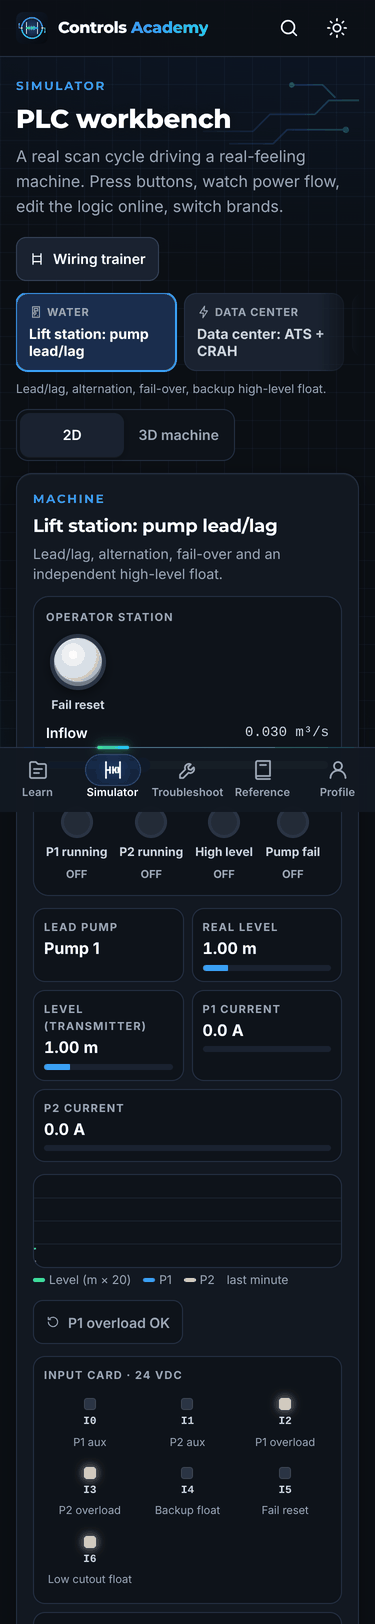 Controls Academy
SIMULATOR
PLC workbench
A real scan cycle driving a real-feeling
machine. Press buttons, watch power flow,
edit the logic online, switch brands.
Wiring trainer
WATER
Lift station: pump
lead/lag
DATA CENTER
Data center: ATS +
CRAH
Lead/lag, alternation, fail-over, backup high-level float.
2D
3D machine
MACHINE
Lift station: pump lead/lag
Lead/lag, alternation, fail-over and an
independent high-level float.
OPERATOR STATION
Fail reset
Inflow
0.030 m³/s
Learn
Simulator
Troubleshoot
Reference
Profile
P1 running
P2 running
High level
Pump fail
OFF
OFF
OFF
OFF
LEAD PUMP
Pump 1
REAL LEVEL
1.00 m
LEVEL
(TRANSMITTER)
1.00 m
P1 CURRENT
0.0 A
P2 CURRENT
0.0 A
Level (m × 20)
P1
P2
last minute
P1 overload OK
INPUT CARD · 24 VDC
I0
I1
I2
P1 aux
P2 aux
P1 overload
I3
I4
I5
P2 overload
Backup float
Fail reset
I6
Low cutout float